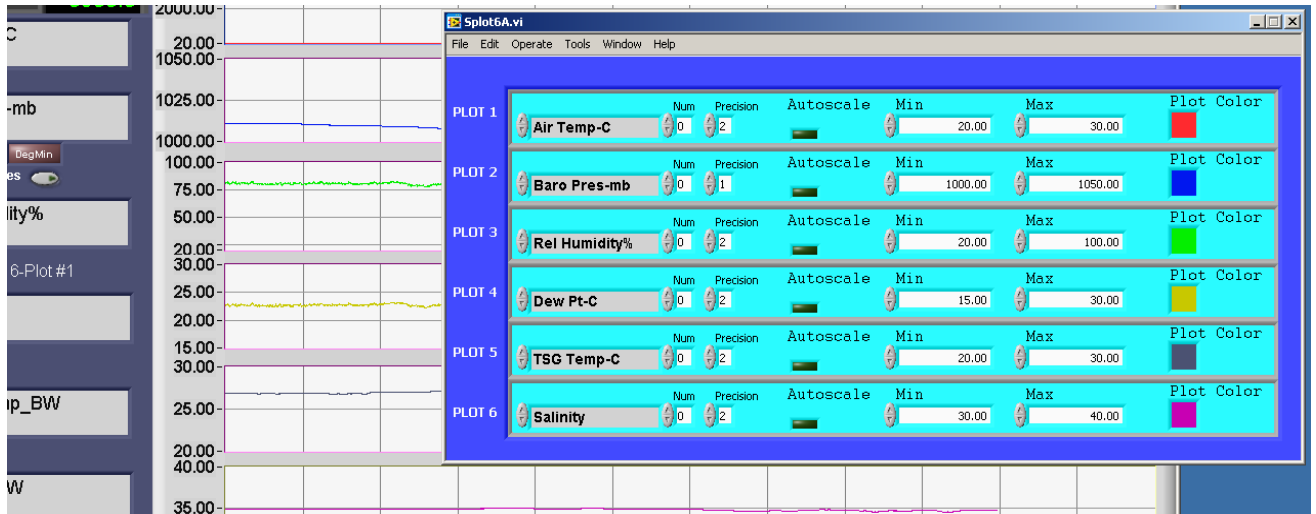 2000.00
20.00
1050.00
1025.00
1000.00
100.00
75.00
50.00
20.00
30.00
25.00
20.00
15.00
30.00
25.00
20.00
40.00
35.00
C
-mb
DegMin
es
lity%
6-Plot #1
np_BW
W
Splot6A.vi
File Edit Operate Tools Window Help
PLOT 1
Num Precision Autoscale Min Max Plot Color
Air Temp-C 0 2 20.00 30.00
PLOT 2
Num Precision Autoscale Min Max Plot Color
Baro Pres-mb 0 1 1000.00 1050.00
PLOT 3
Num Precision Autoscale Min Max Plot Color
Rel Humidity% 0 2 20.00 100.00
PLOT 4
Num Precision Autoscale Min Max Plot Color
Dew Pt-C 0 2 15.00 30.00
PLOT 5
Num Precision Autoscale Min Max Plot Color
TSG Temp-C 0 2 20.00 30.00
PLOT 6
Num Precision Autoscale Min Max Plot Color
Salinity 0 2 30.00 40.00